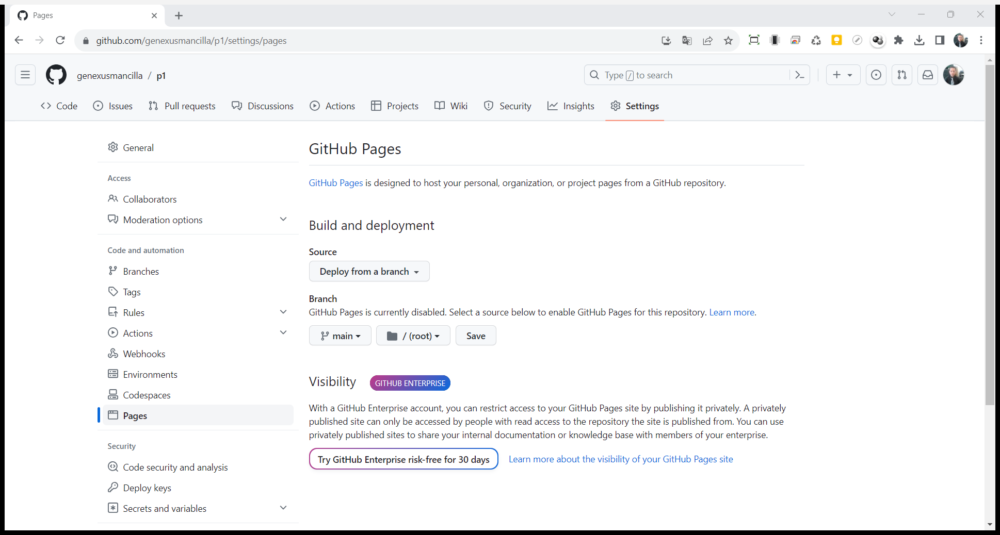 Pages
github.com/genexusmancilla/p1/settings/pages
genexusmancilla / p1
Type / to search
Code Issues Pull requests Discussions Actions Projects Wiki Security Insights Settings
General
Access
Collaborators
Moderation options
Code and automation
Branches
Tags
Rules
Actions
Webhooks
Environments
Codespaces
Pages
Security
Code security and analysis
Deploy keys
Secrets and variables
GitHub Pages
GitHub Pages is designed to host your personal, organization, or project pages from a GitHub repository.
Build and deployment
Source
Deploy from a branch
Branch
GitHub Pages is currently disabled. Select a source below to enable GitHub Pages for this repository. Learn more.
main / (root) Save
Visibility GITHUB ENTERPRISE
With a GitHub Enterprise account, you can restrict access to your GitHub Pages site by publishing it privately. A privately
published site can only be accessed by people with read access to the repository the site is published from. You can use
privately published sites to share your internal documentation or knowledge base with members of your enterprise.
Try GitHub Enterprise risk-free for 30 days Learn more about the visibility of your GitHub Pages site